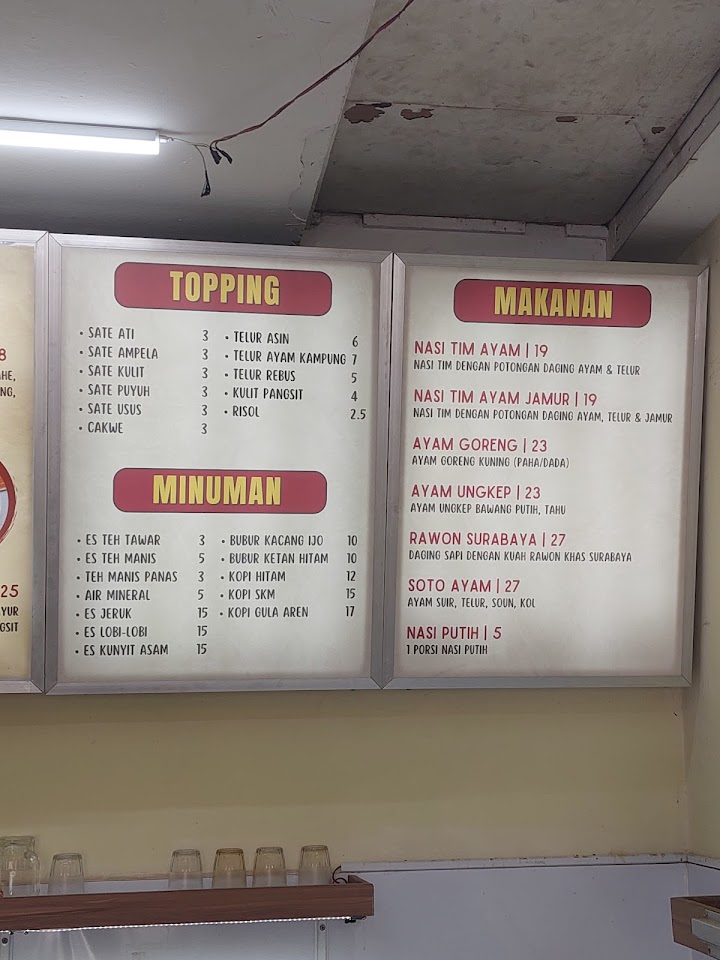 8
HE,
NG,
25
YUR
GSIT
TOPPING
• SATE ATI 3
• SATE AMPELA 3
• SATE KULIT 3
• SATE PUYUH 3
• SATE USUS 3
• CAKWE 3
• TELUR ASIN 6
• TELUR AYAM KAMPUNG 7
• TELUR REBUS 5
• KULIT PANGSIT 4
• RISOL 2.5
MINUMAN
• ES TEH TAWAR 3
• ES TEH MANIS 5
• TEH MANIS PANAS 3
• AIR MINERAL 5
• ES JERUK 15
• ES LOBI-LOBI 15
• ES KUNYIT ASAM 15
• BUBUR KACANG IJO 10
• BUBUR KETAN HITAM 10
• KOPI HITAM 12
• KOPI SKM 15
• KOPI GULA AREN 17
MAKANAN
NASI TIM AYAM | 19
NASI TIM DENGAN POTONGAN DAGING AYAM & TELUR
NASI TIM AYAM JAMUR | 19
NASI TIM DENGAN POTONGAN DAGING AYAM, TELUR & JAMUR
AYAM GORENG | 23
AYAM GORENG KUNING (PAHA/DADA)
AYAM UNGKEP | 23
AYAM UNGKEP BAWANG PUTIH, TAHU
RAWON SURABAYA | 27
DAGING SAPI DENGAN KUAH RAWON KHAS SURABAYA
SOTO AYAM | 27
AYAM SUIR, TELUR, SOUN, KOL
NASI PUTIH | 5
1 PORSI NASI PUTIH